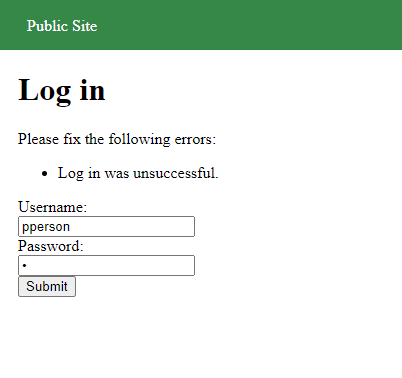 Public Site
Log in
Please fix the following errors:
• Log in was unsuccessful.
Username:
pperson
Password:
•
Submit